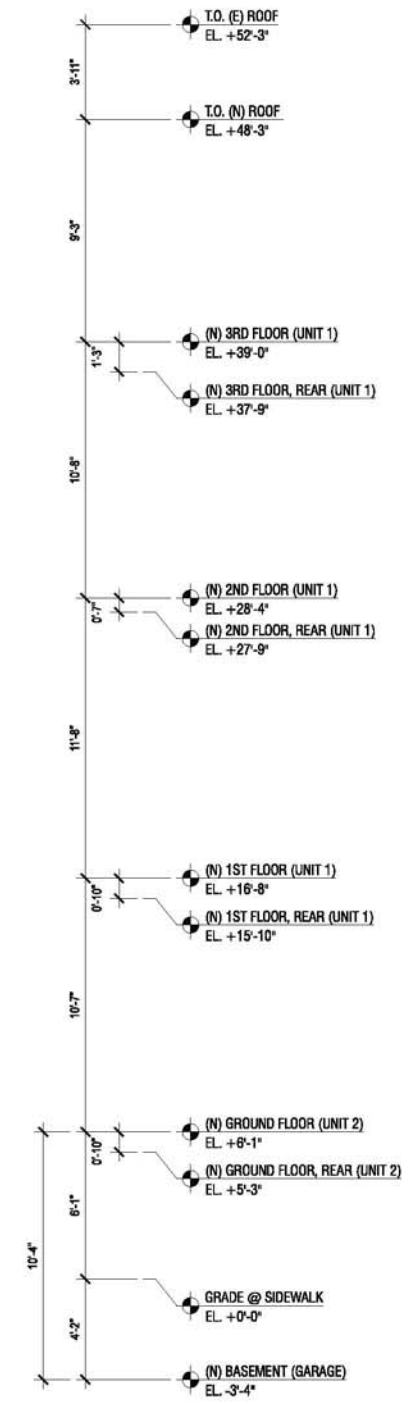 T.O. (E) ROOF
EL. +52'-3"
3'-11"
T.O. (N) ROOF
EL. +48'-3"
9'-3"
(N) 3RD FLOOR (UNIT 1)
EL. +39'-0"
1'-3"
(N) 3RD FLOOR, REAR (UNIT 1)
EL. +37'-9"
10'-8"
(N) 2ND FLOOR (UNIT 1)
EL. +28'-4"
0'-7"
(N) 2ND FLOOR, REAR (UNIT 1)
EL. +27'-9"
11'-8"
(N) 1ST FLOOR (UNIT 1)
EL. +16'-8"
0'-10"
(N) 1ST FLOOR, REAR (UNIT 1)
EL. +15'-10"
10'-7"
(N) GROUND FLOOR (UNIT 2)
EL. +6'-1"
0'-10"
(N) GROUND FLOOR, REAR (UNIT 2)
EL. +5'-3"
6'-1"
10'-4"
GRADE @ SIDEWALK
EL. +0'-0"
4'-2"
(N) BASEMENT (GARAGE)
EL. -3'-4"